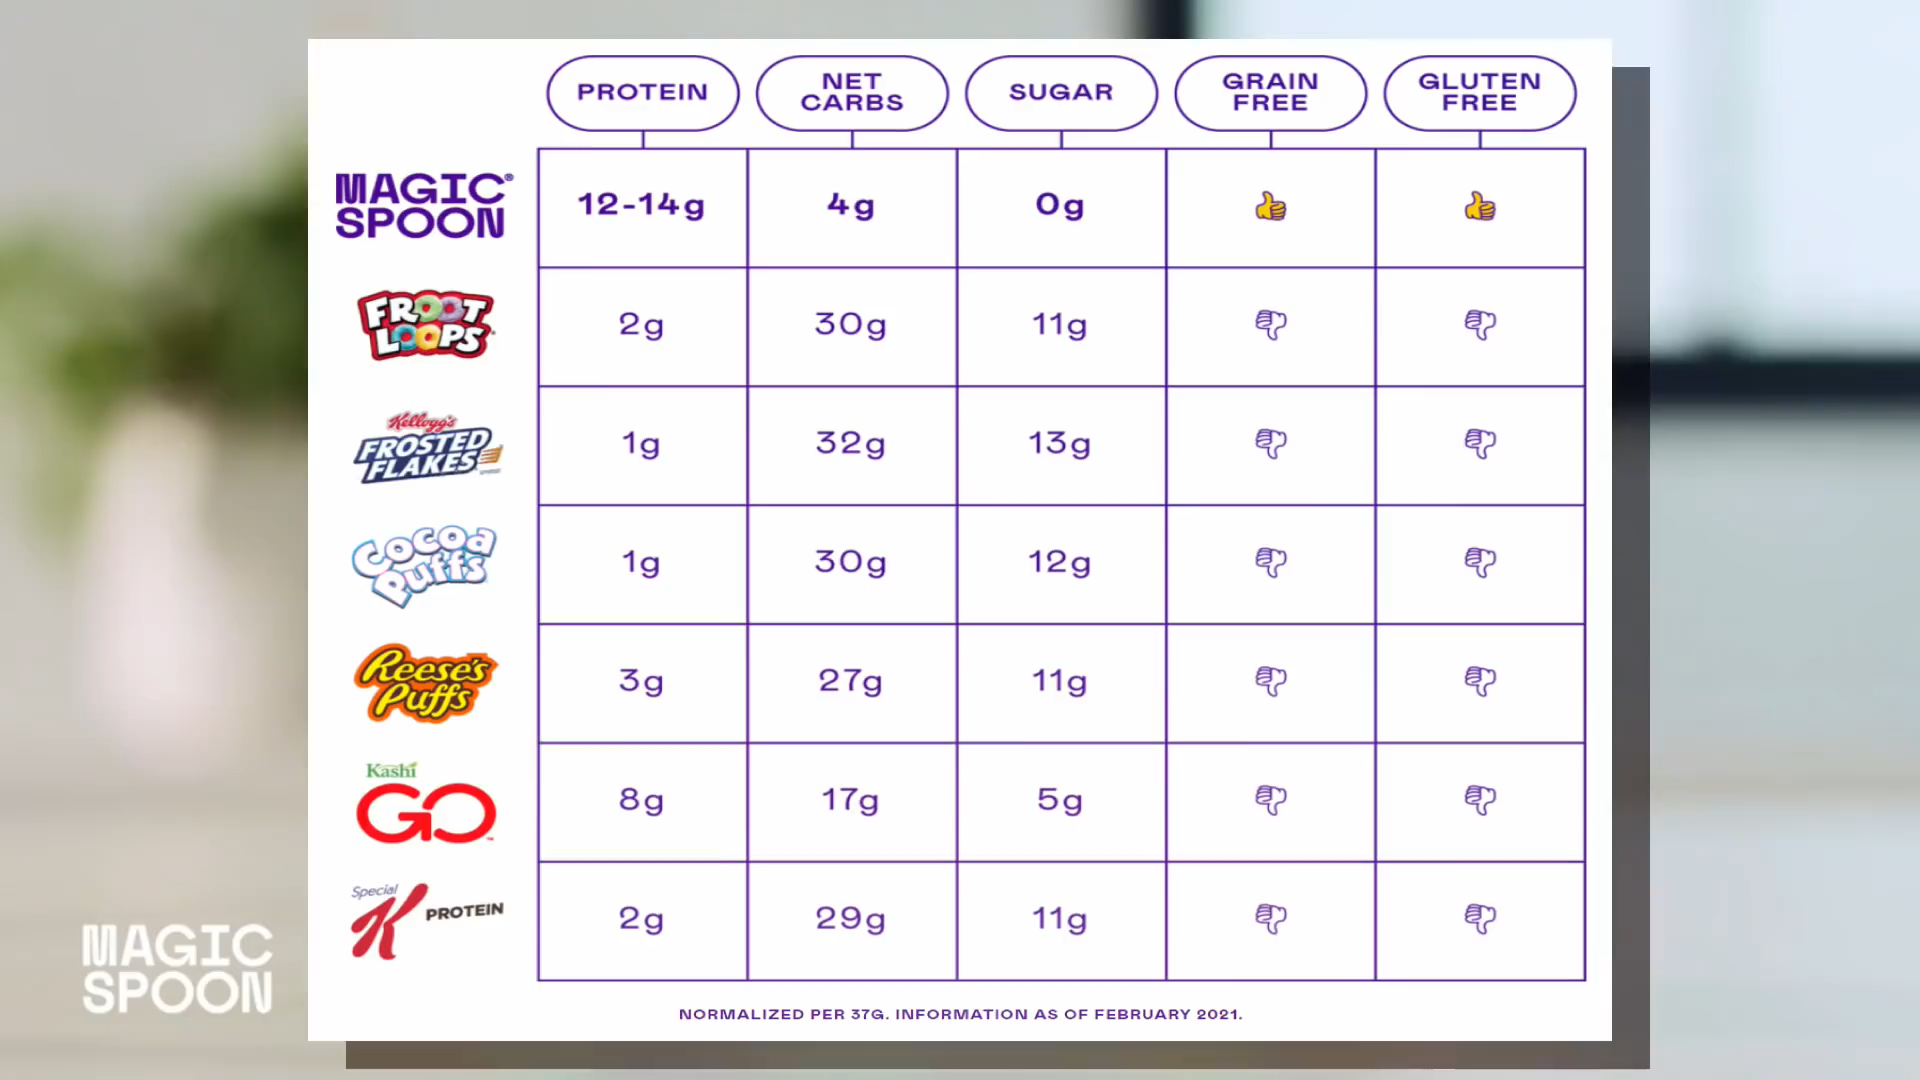 PROTEIN
NET
CARBS
SUGAR
GRAIN
FREE
GLUTEN
FREE
MAGIC
SPOON®
12-14g 4g 0g
FROOT
LOOPS
2g 30g 11g
Kellogg's
FROSTED
FLAKES
1g 32g 13g
Cocoa
Puffs
1g 30g 12g
Reese's
Puffs
3g 27g 11g
Kashi
GO
8g 17g 5g
Special
K PROTEIN
2g 29g 11g
NORMALIZED PER 37G. INFORMATION AS OF FEBRUARY 2021.
MAGIC
SPOON